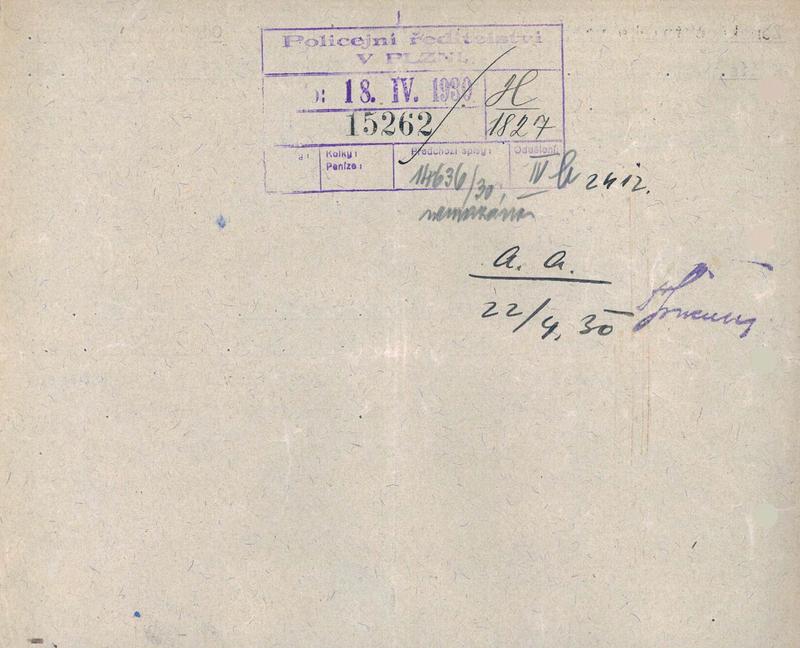 Policejní ředitelství
V PLZNI.
: 18. IV. 1930 H
15262 1827
Kolky: Předchozí spisy: Oddělení:
Peníze:
14636/30, IV b 2412.
a. a.
22/4. 30